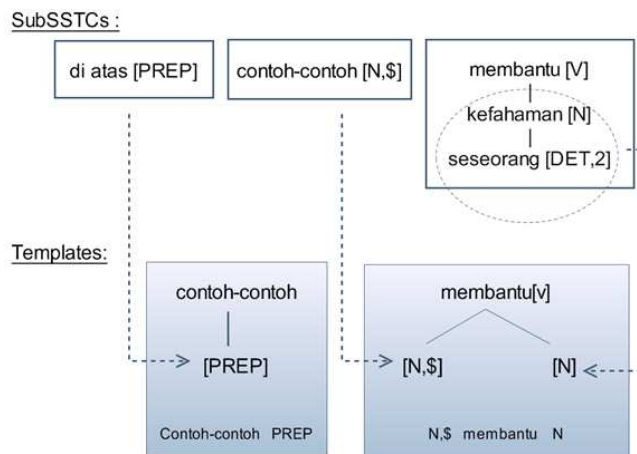 SubSSTCs :
di atas [PREP]
contoh-contoh [N,$]
membantu [V]
kefahaman [N]
seseorang [DET,2]
Templates:
contoh-contoh
[PREP]
Contoh-contoh PREP
membantu[v]
[N,$] [N]
N,$ membantu N